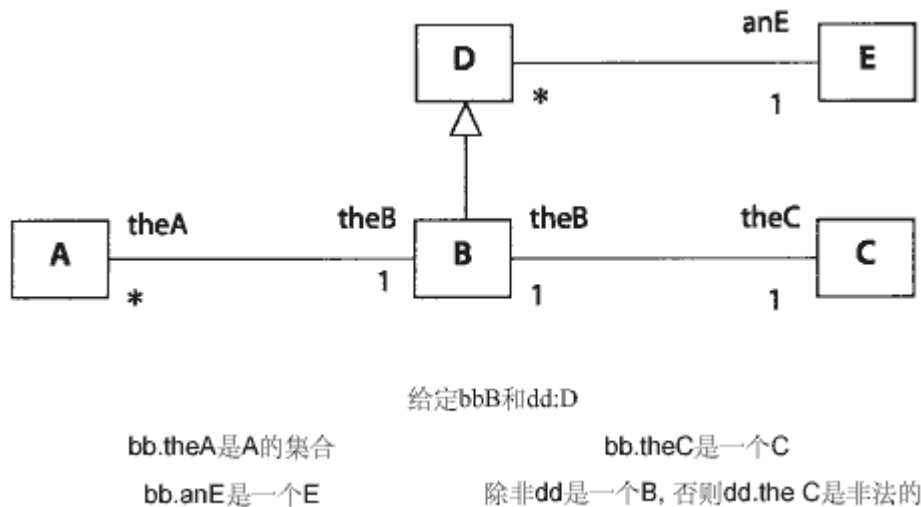 anE
D
E
*
1
theA
theB
theB
theC
A
B
C
*
1
1
1
给定bbB和dd:D
bb.theA是A的集合
bb.theC是一个C
bb.anE是一个E
除非dd是一个B, 否则dd.the C是非法的